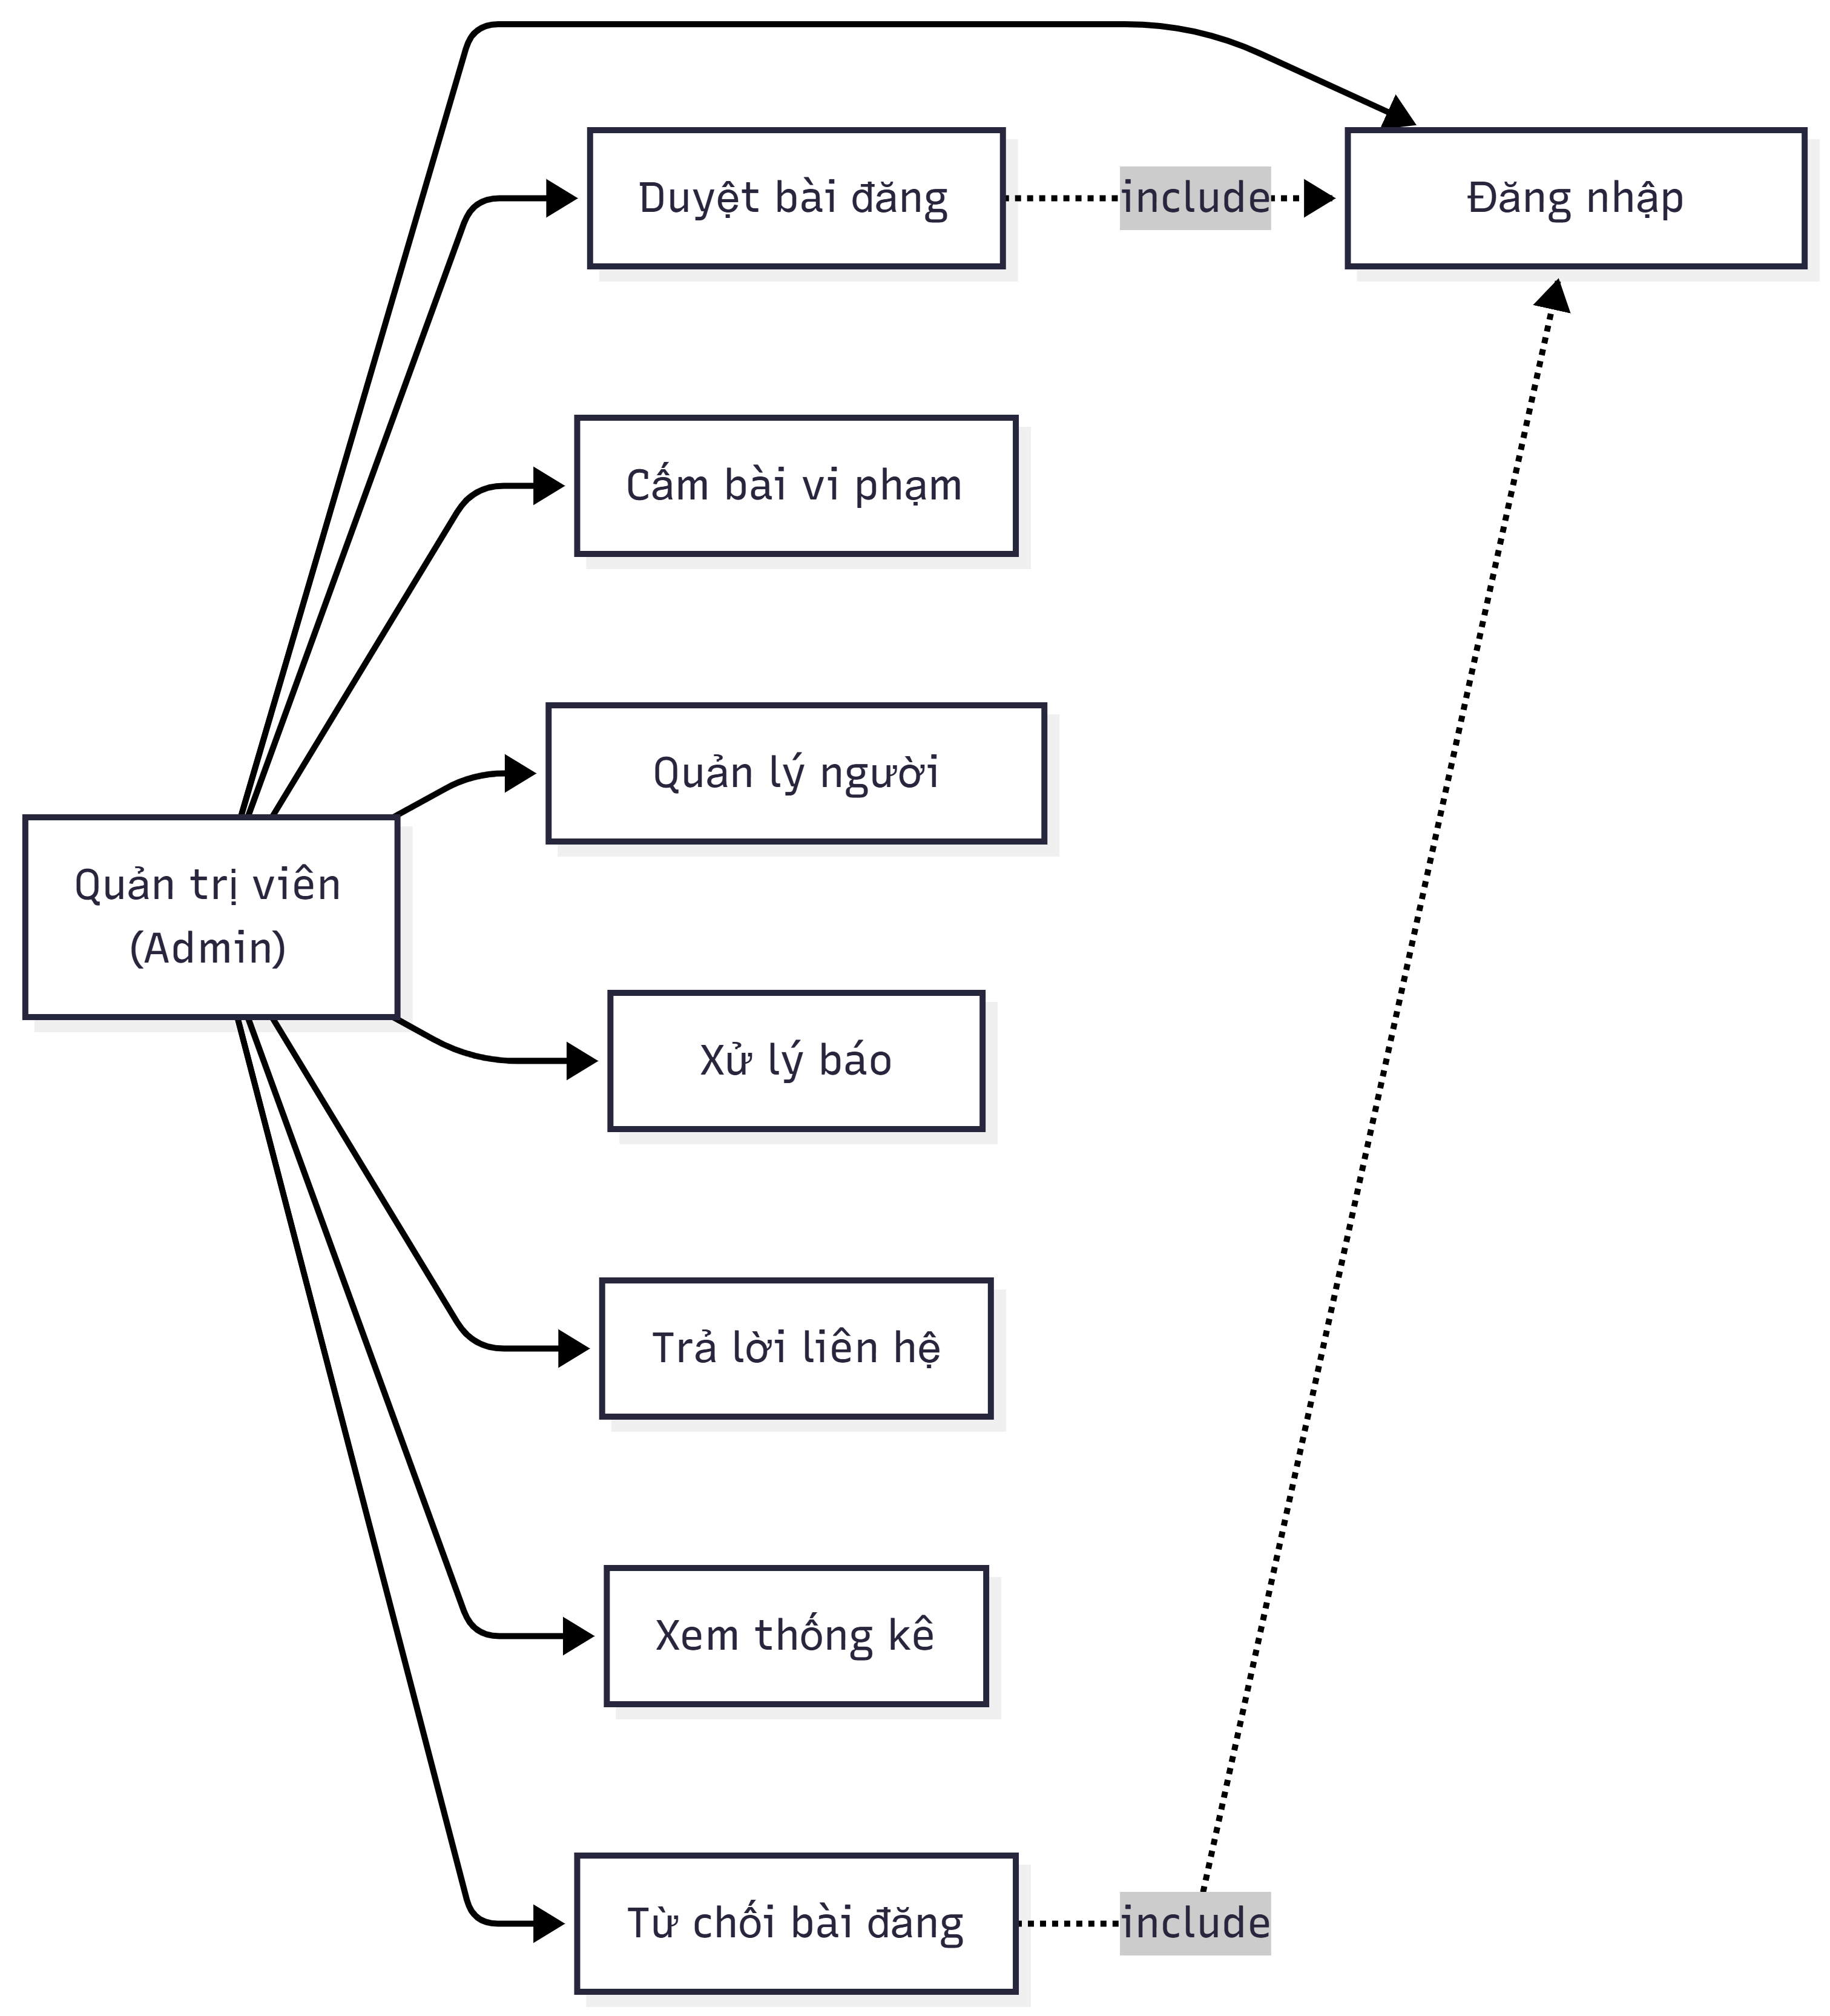 Duyệt bài đăng
include
Đăng nhập
Cấm bài vi phạm
Quản lý người
Quản trị viên
(Admin)
Xử lý báo
Trả lời liên hệ
Xem thống kê
Từ chối bài đăng
include